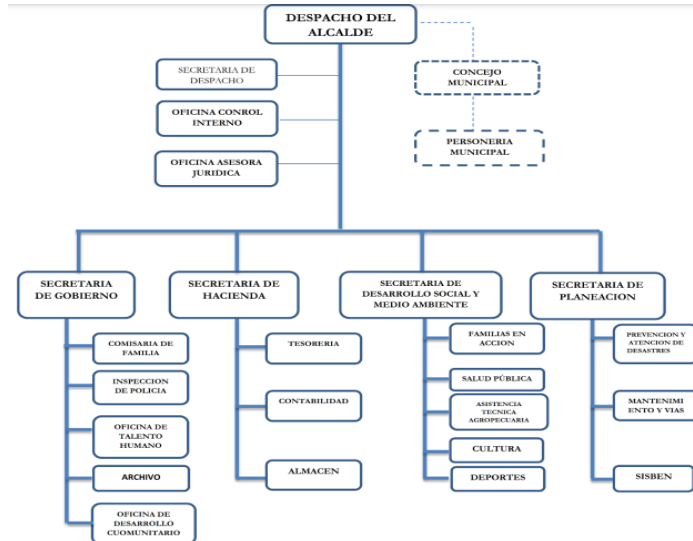 DESPACHO DEL
ALCALDE
SECRETARIA DE
DESPACHO
CONCEJO
MUNICIPAL
OFICINA CONROL
INTERNO
PERSONERIA
MUNICIPAL
OFICINA ASESORA
JURIDICA
SECRETARIA
DE GOBIERNO
SECRETARIA DE
HACIENDA
SECRETARIA DE
DESARROLLO SOCIAL Y
MEDIO AMBIENTE
SECRETARIA DE
PLANEACION
COMISARIA DE
FAMILIA
INSPECCION
DE POLICIA
OFICINA DE
TALENTO
HUMANO
ARCHIVO
OFICINA DE
DESARROLLO
CUOMUNITARIO
TESORERIA
CONTABILIDAD
ALMACEN
FAMILIAS EN
ACCION
SALUD PÚBLICA
ASISTENCIA
TECNICA
AGROPECUARIA
CULTURA
DEPORTES
PREVENCION Y
ATENCION DE
DESASTRES
MANTENIMI
ENTO Y VIAS
SISBEN